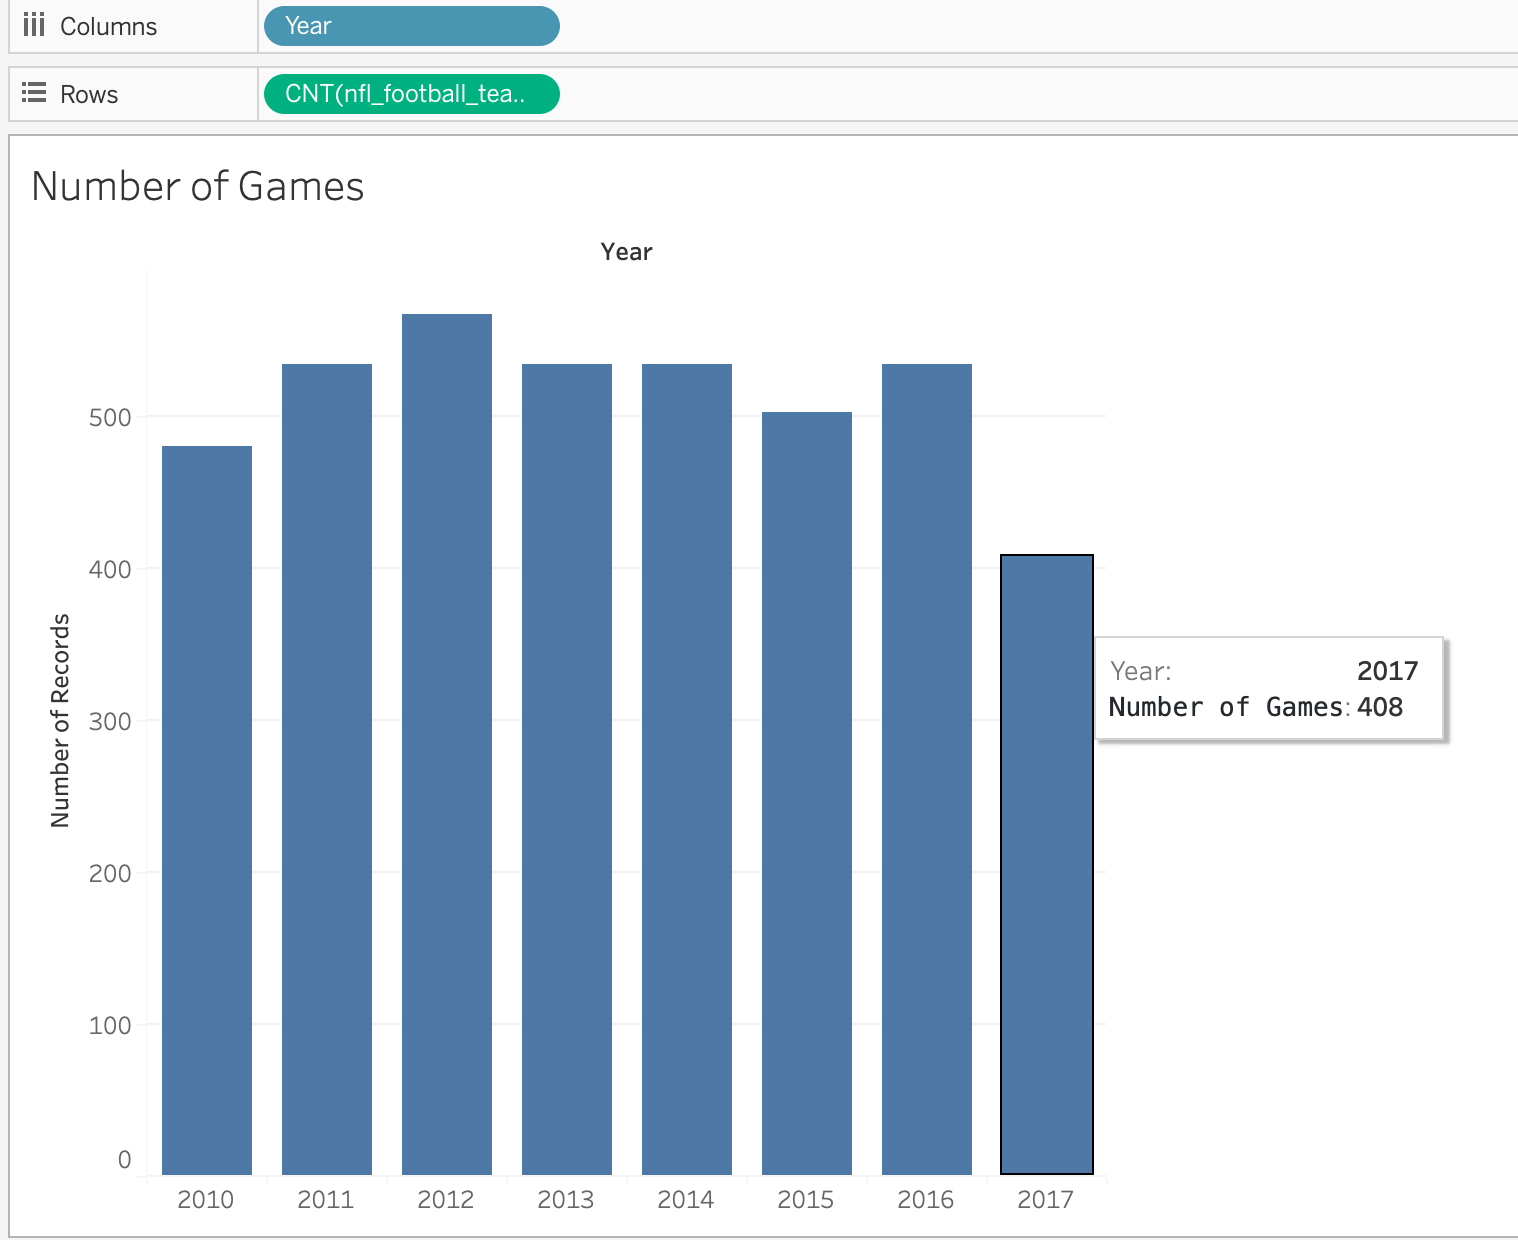 Columns
Year
Rows
CNT(nfl_football_tea..
Number of Games
Year
Number of Records
500
400
300
200
100
0
Year: 2017
Number of Games: 408
2010 2011 2012 2013 2014 2015 2016 2017